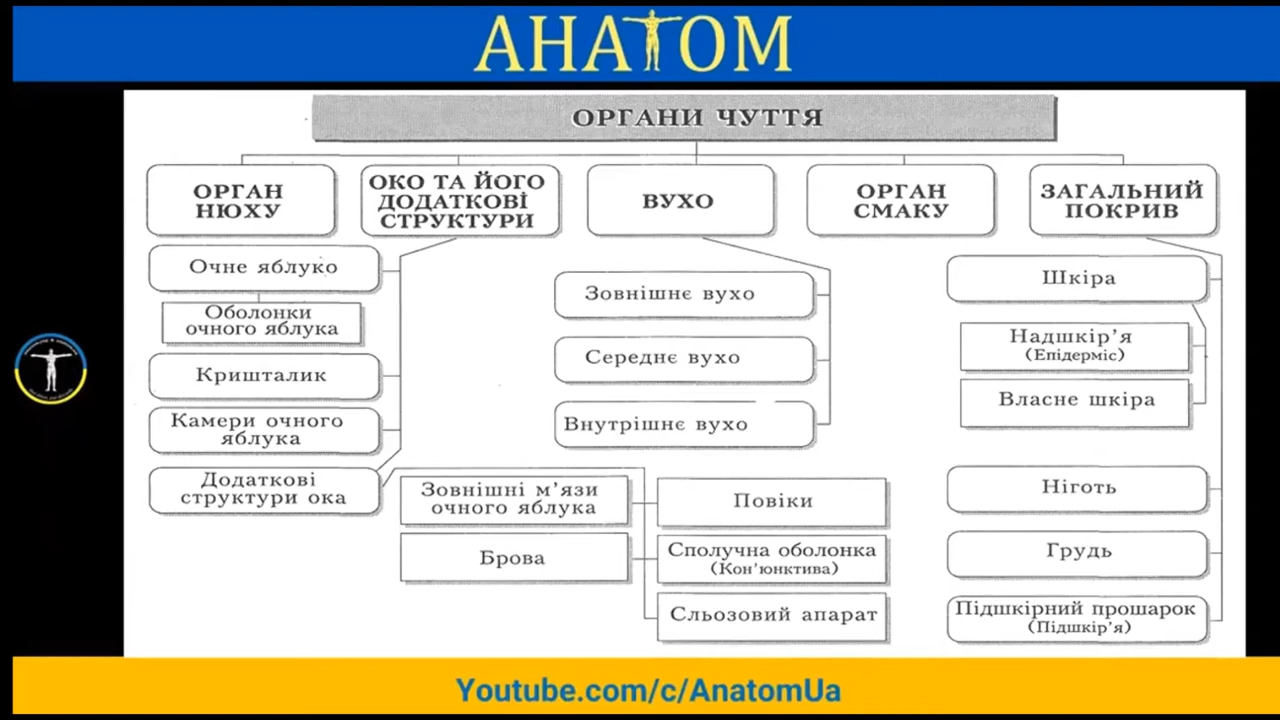 АНАТОМ
ОРГАНИ ЧУТТЯ
ОРГАН
НЮХУ
ОКО ТА ЙОГО
ДОДАТКОВІ
СТРУКТУРИ
ВУХО
ОРГАН
СМАКУ
ЗАГАЛЬНИЙ
ПОКРИВ
Очне яблуко
Оболонки
очного яблука
Кришталик
Камери очного
яблука
Додаткові
структури ока
Зовнішні м’язи
очного яблука
Брова
Повіки
Сполучна оболонка
(Кон’юнктива)
Сльозовий апарат
Зовнішнє вухо
Середнє вухо
Внутрішнє вухо
Шкіра
Надшкір’я
(Епідерміс)
Власне шкіра
Ніготь
Грудь
Підшкірний прошарок
(Підшкір’я)
Youtube.com/c/AnatomUa